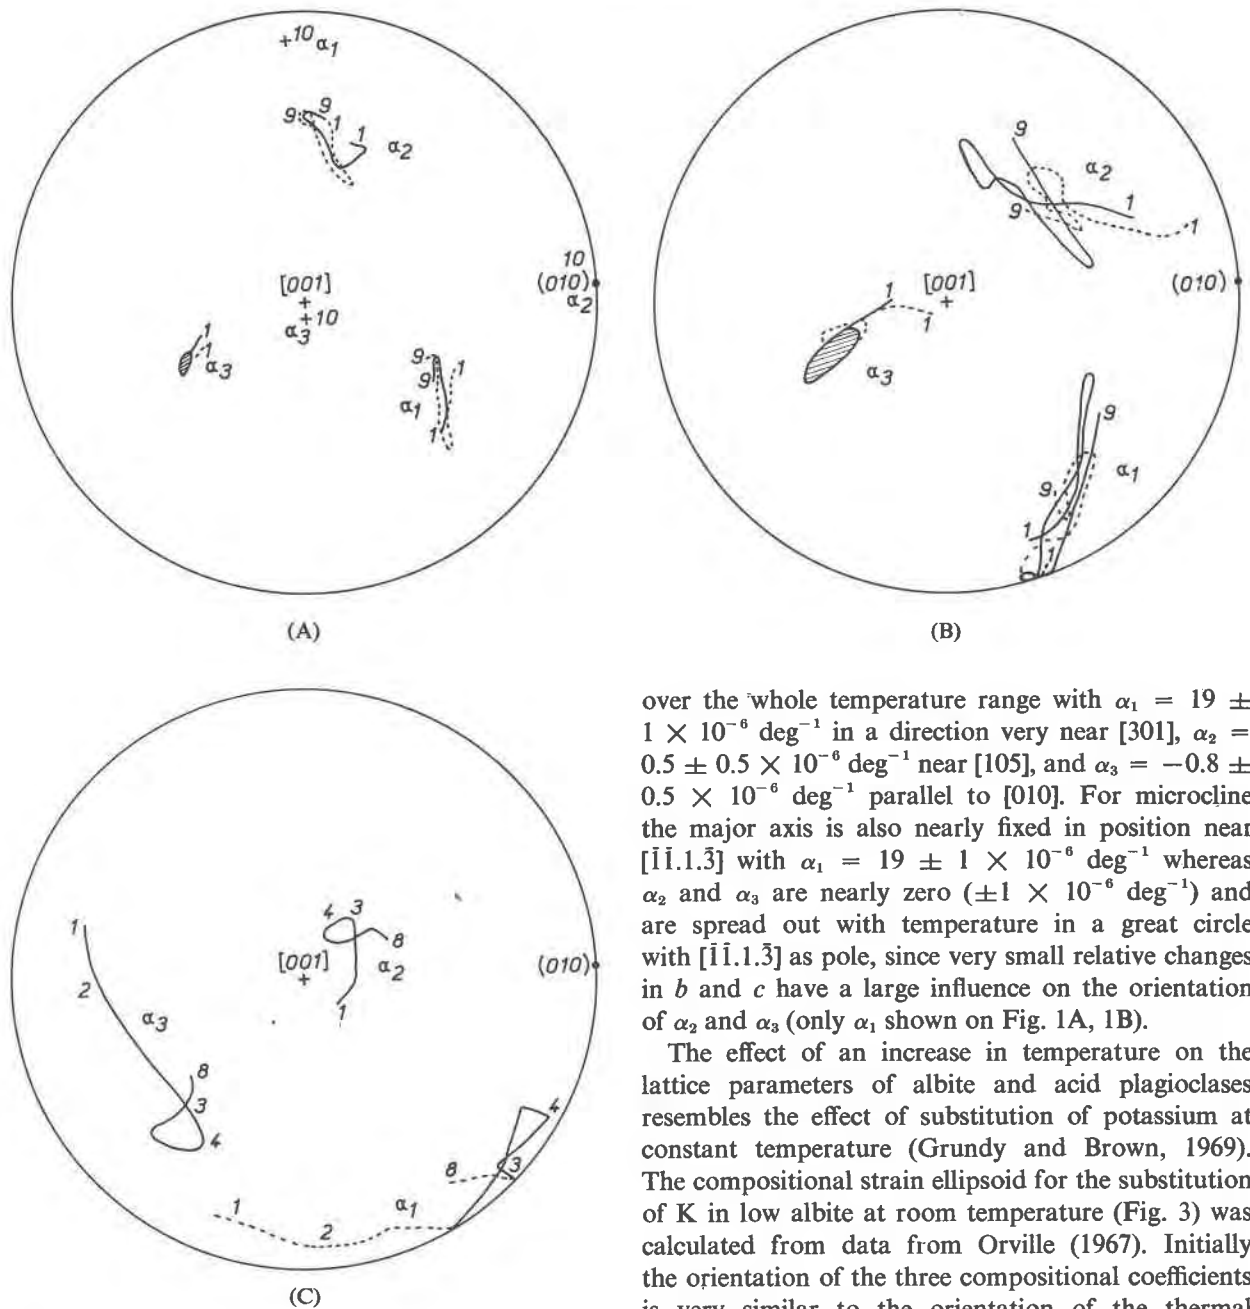 +10 α1
9 9 1 1 α2
10
[001] (010)
+ α2
+10
α3
1
1
α3
9 1
9
α1
1
(A)
9
α2
1
9
1
[001] (010)
1 +
1
α3
9
α1
9
1
1
(B)
4 3
1 8
[001] α2 (010)
+
2 1
α3
8
3
4
4
8 3
1 α1
2
(C)
over the whole temperature range with α₁ = 19 ±
1 × 10⁻⁶ deg⁻¹ in a direction very near [301], α₂ =
0.5 ± 0.5 × 10⁻⁶ deg⁻¹ near [105], and α₃ = −0.8 ±
0.5 × 10⁻⁶ deg⁻¹ parallel to [010]. For microcline
the major axis is also nearly fixed in position near
[1̄1̄.1.3̄] with α₁ = 19 ± 1 × 10⁻⁶ deg⁻¹ whereas
α₂ and α₃ are nearly zero (±1 × 10⁻⁶ deg⁻¹) and
are spread out with temperature in a great circle
with [1̄1̄.1.3̄] as pole, since very small relative changes
in b and c have a large influence on the orientation
of α₂ and α₃ (only α₁ shown on Fig. 1A, 1B).
The effect of an increase in temperature on the
lattice parameters of albite and acid plagioclases
resembles the effect of substitution of potassium at
constant temperature (Grundy and Brown, 1969).
The compositional strain ellipsoid for the substitution
of K in low albite at room temperature (Fig. 3) was
calculated from data from Orville (1967). Initially
the orientation of the three compositional coefficients
is very similar to the orientation of the thermal